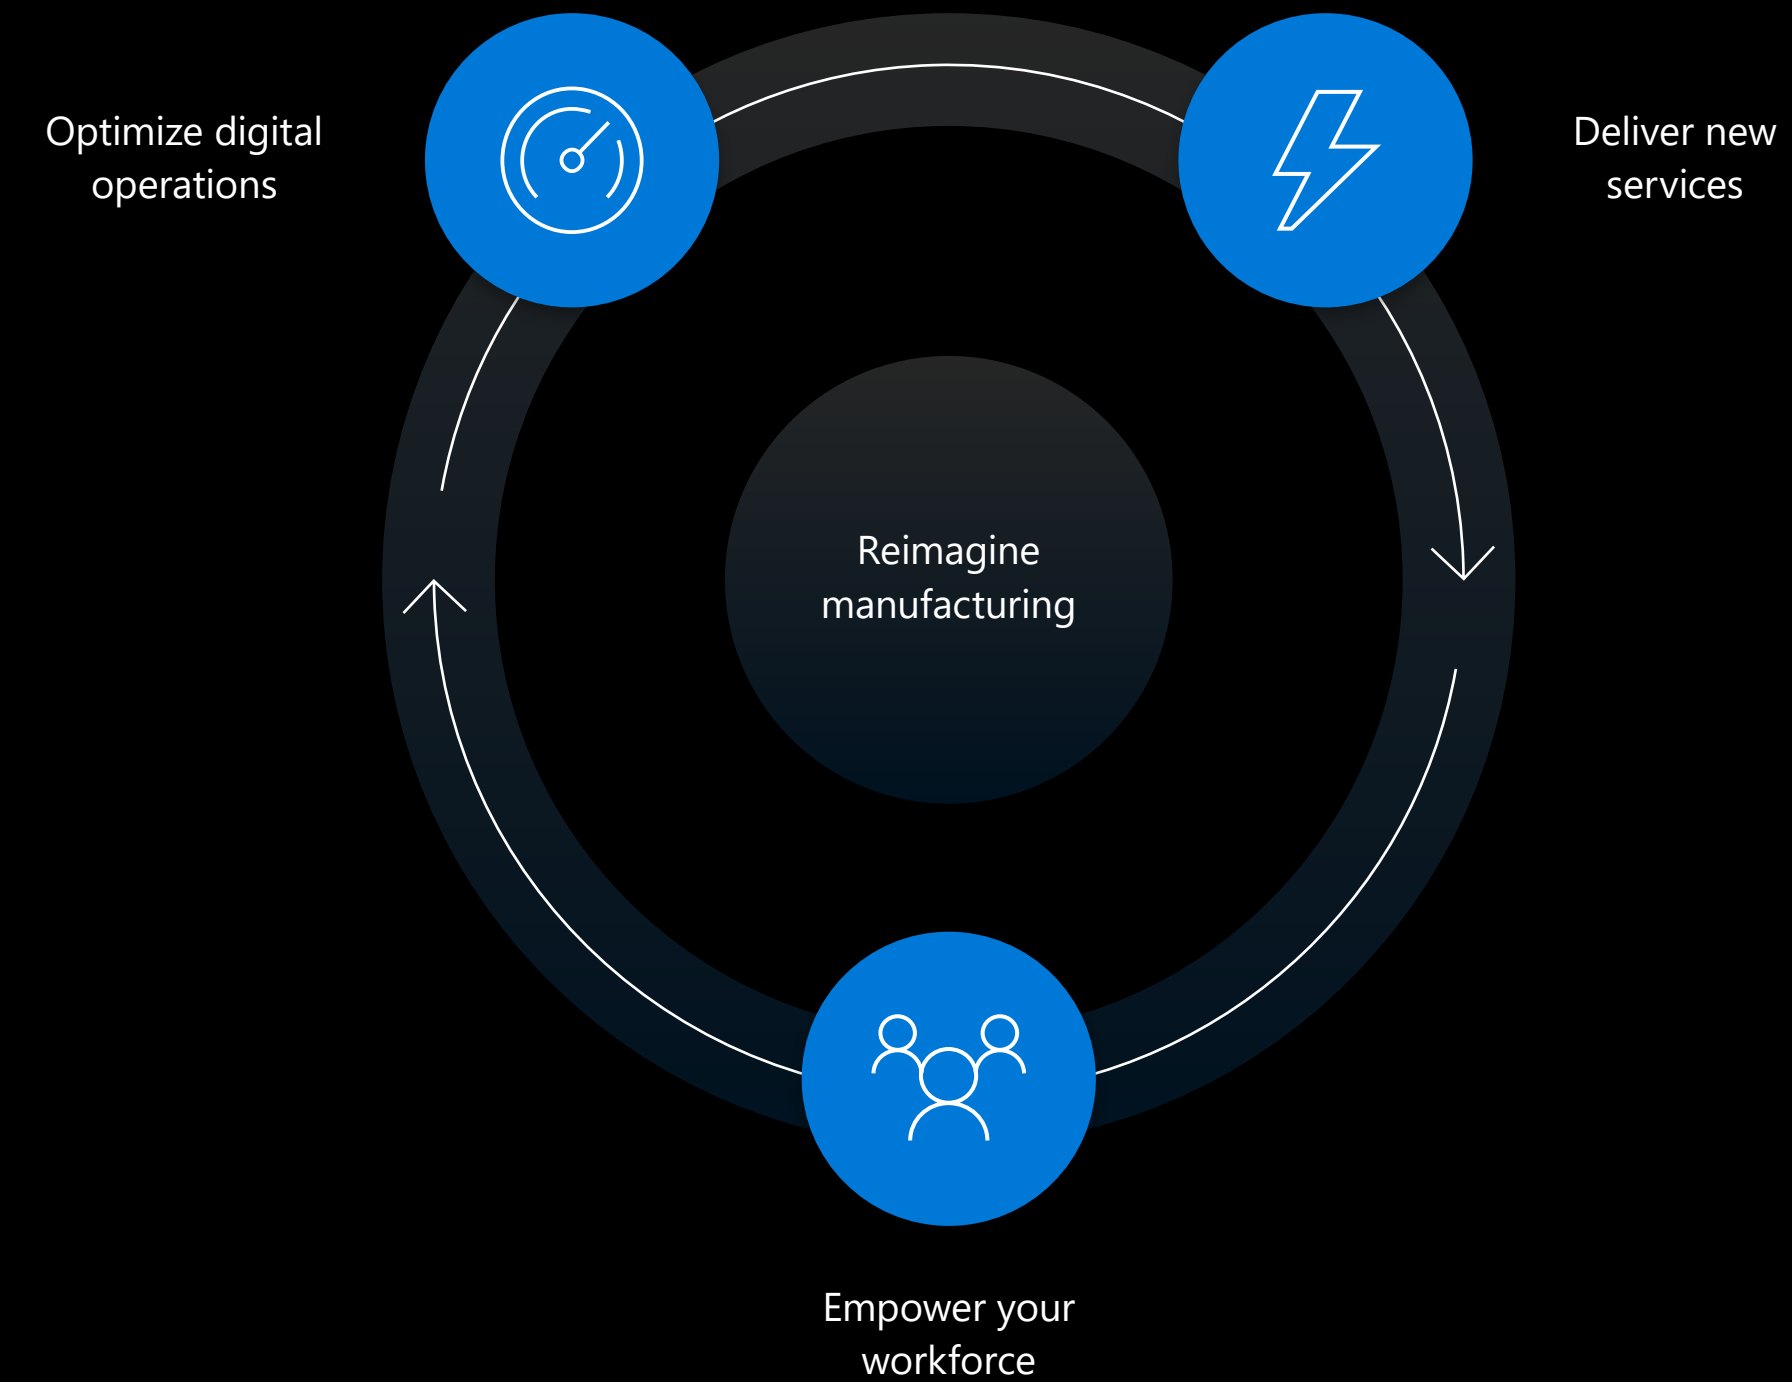 Optimize digital
operations
Deliver new
services
Reimagine
manufacturing
Empower your
workforce